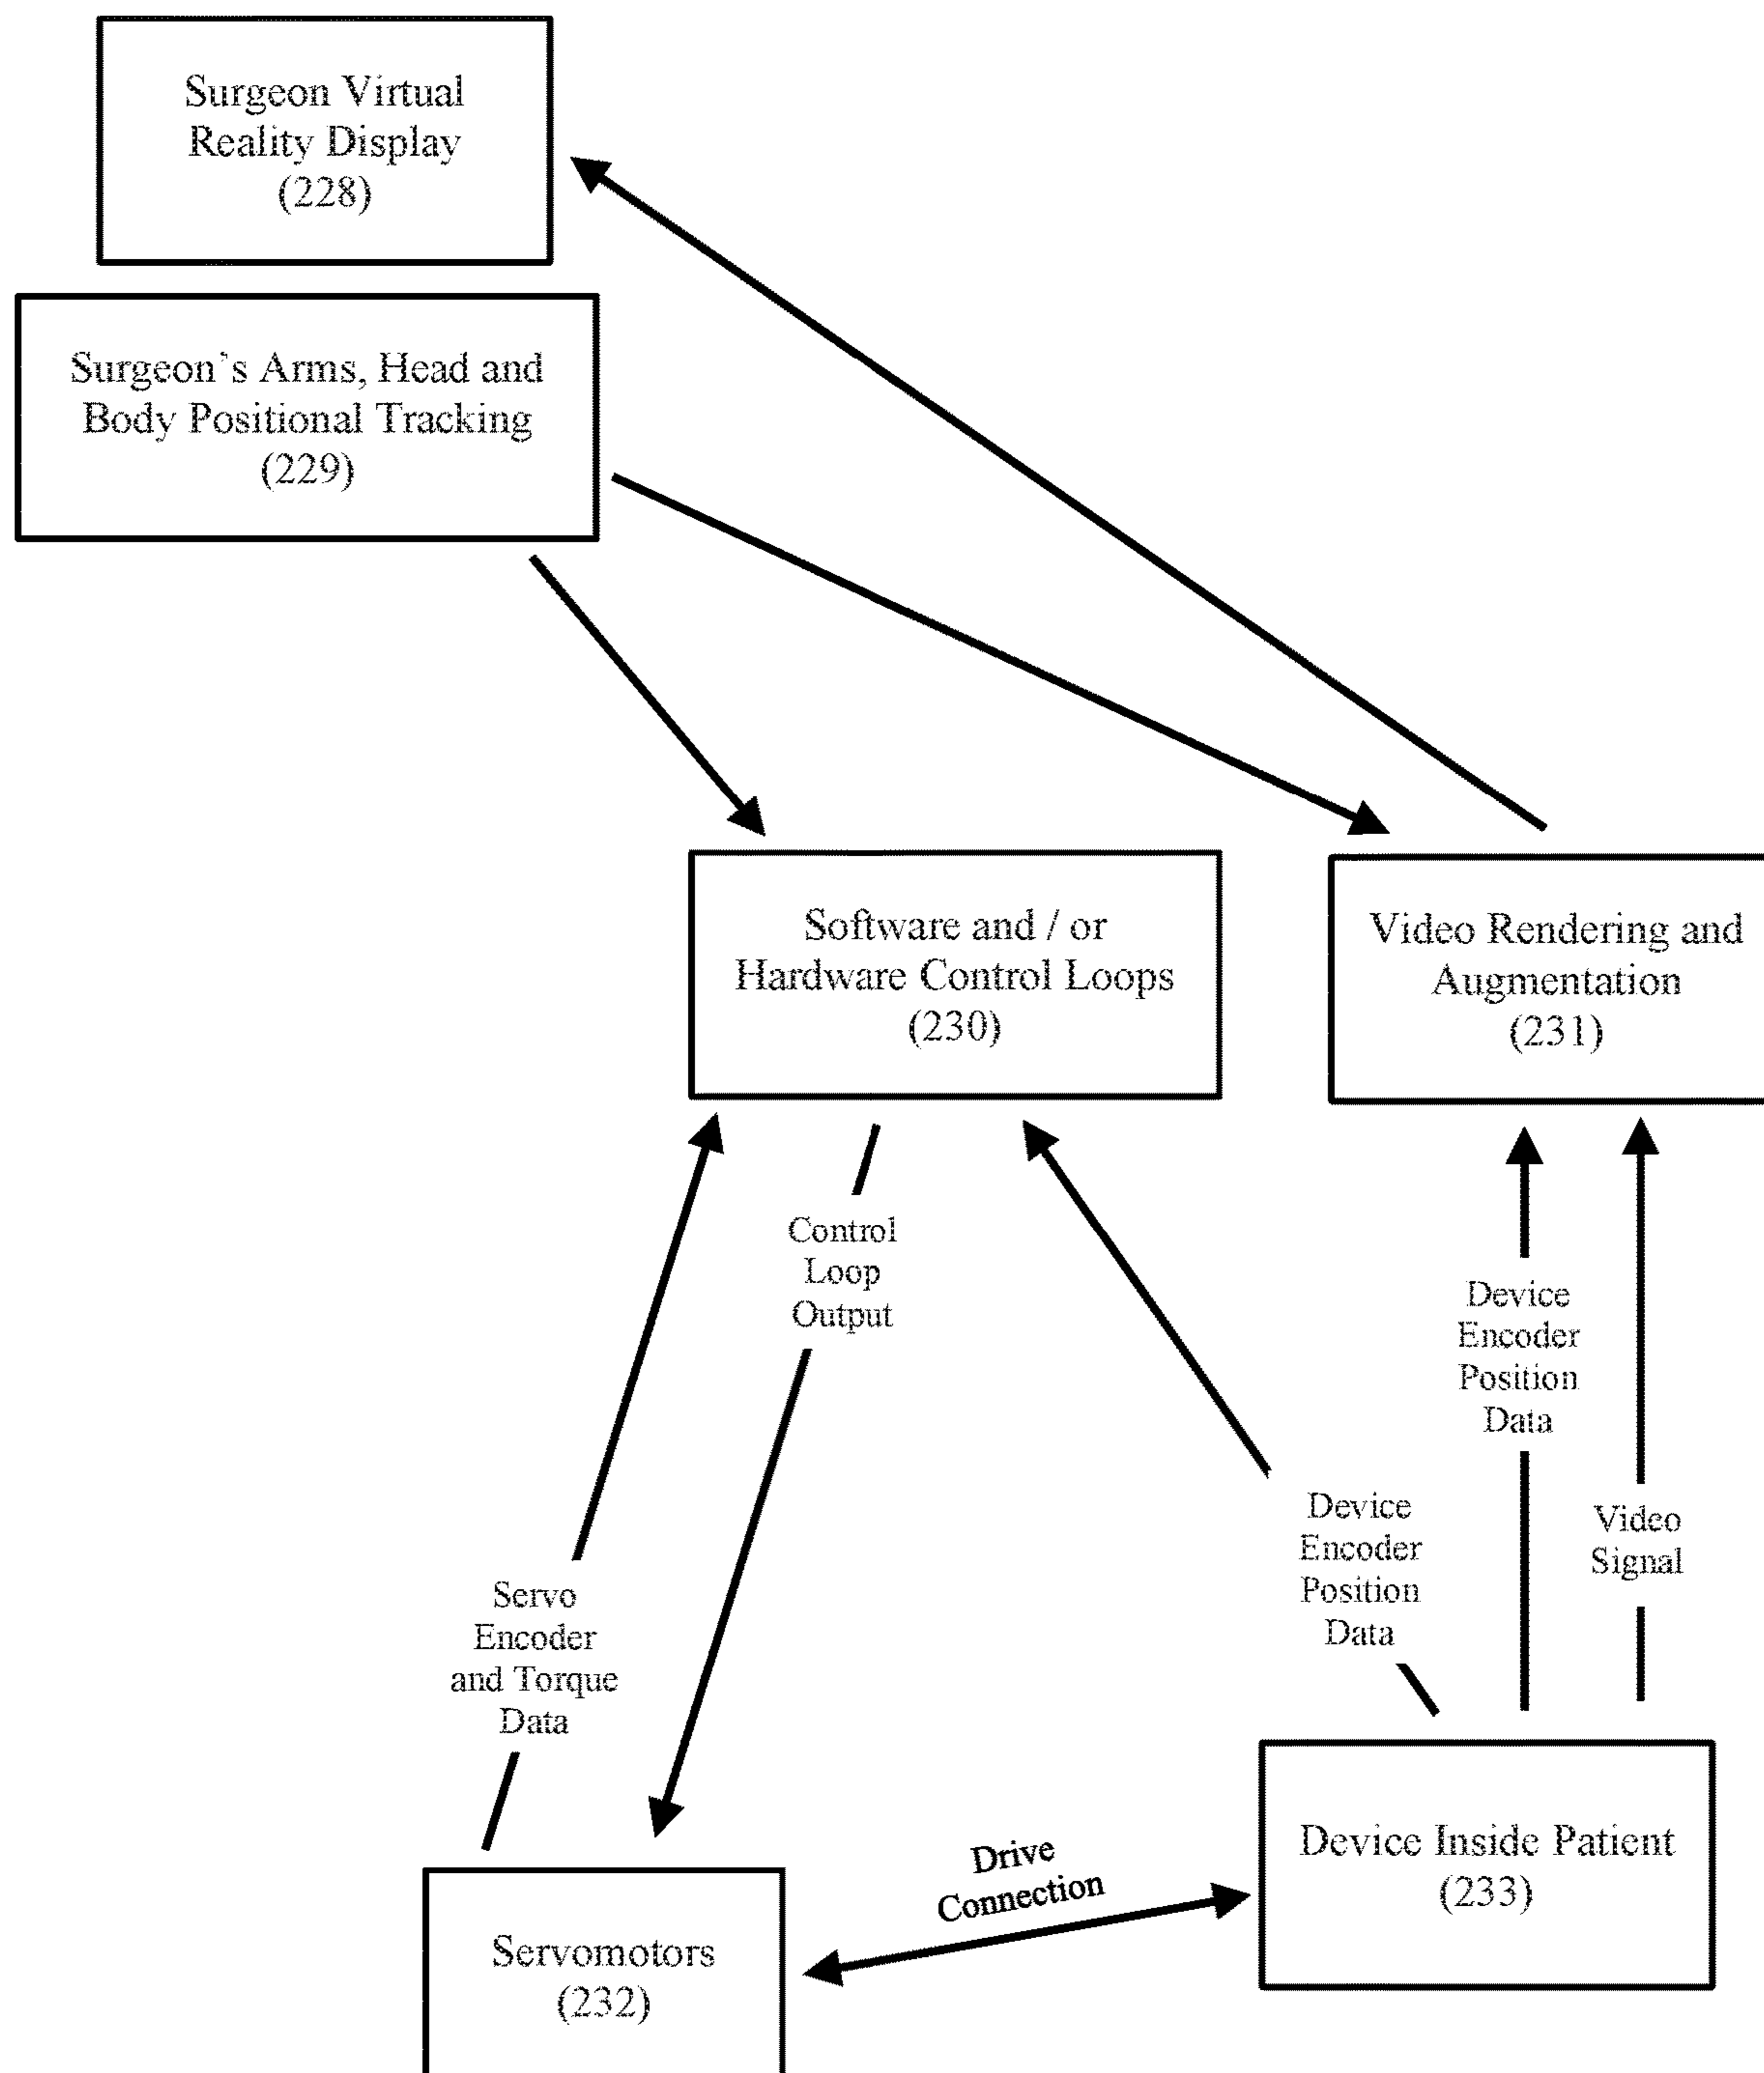 Surgeon Virtual
Reality Display
(228)
Surgeon's Arms, Head and
Body Positional Tracking
(229)
Software and / or
Hardware Control Loops
(230)
Video Rendering and
Augmentation
(231)
Control
Loop
Output
Device
Encoder
Position
Data
Device
Encoder
Position
Data
Video
Signal
Servo
Encoder
and Torque
Data
Drive
Connection
Device Inside Patient
(233)
Servomotors
(232)